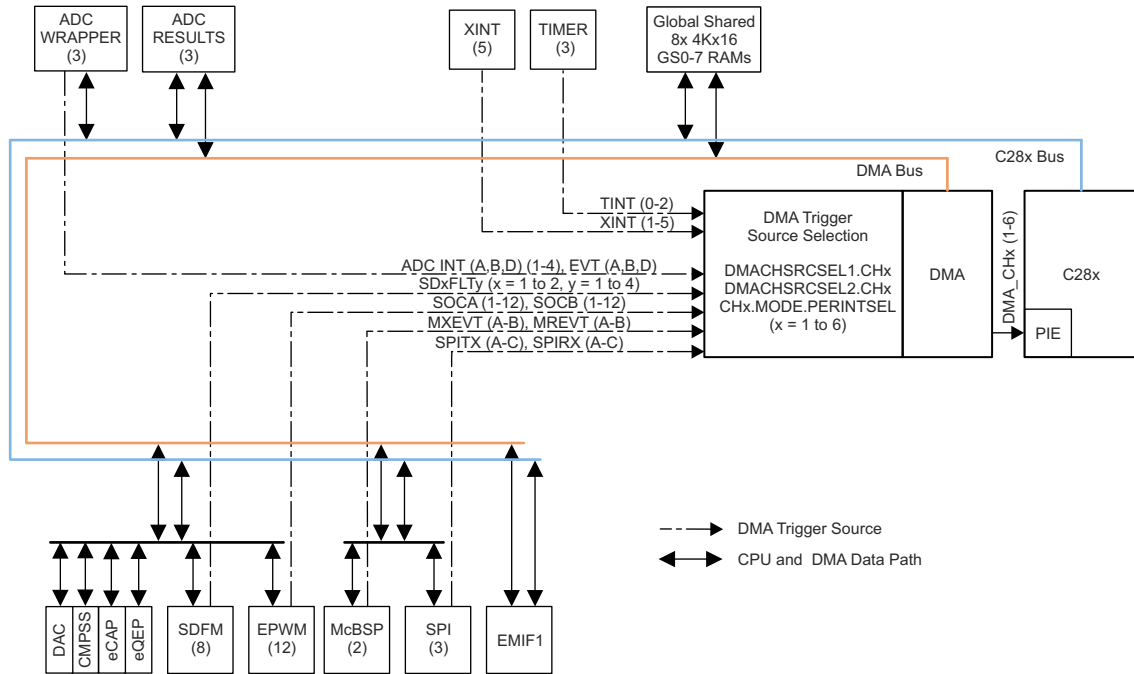 ADC
WRAPPER
(3)
ADC
RESULTS
(3)
XINT
(5)
TIMER
(3)
Global Shared
8x 4Kx16
GS0-7 RAMs
C28x Bus
DMA Bus
TINT (0-2)
XINT (1-5)
ADC INT (A,B,D) (1-4), EVT (A,B,D)
SDxFLTy (x = 1 to 2, y = 1 to 4)
SOCA (1-12), SOCB (1-12)
MXEVT (A-B), MREVT (A-B)
SPITX (A-C), SPIRX (A-C)
DMA Trigger
Source Selection
DMACHSRCSEL1.CHx
DMACHSRCSEL2.CHx
CHx.MODE.PERINTSEL
(x = 1 to 6)
DMA
DMA_CHx (1-6)
C28x
PIE
DMA Trigger Source
CPU and DMA Data Path
DAC
CMPSS
eCAP
eQEP
SDFM
(8)
EPWM
(12)
McBSP
(2)
SPI
(3)
EMIF1